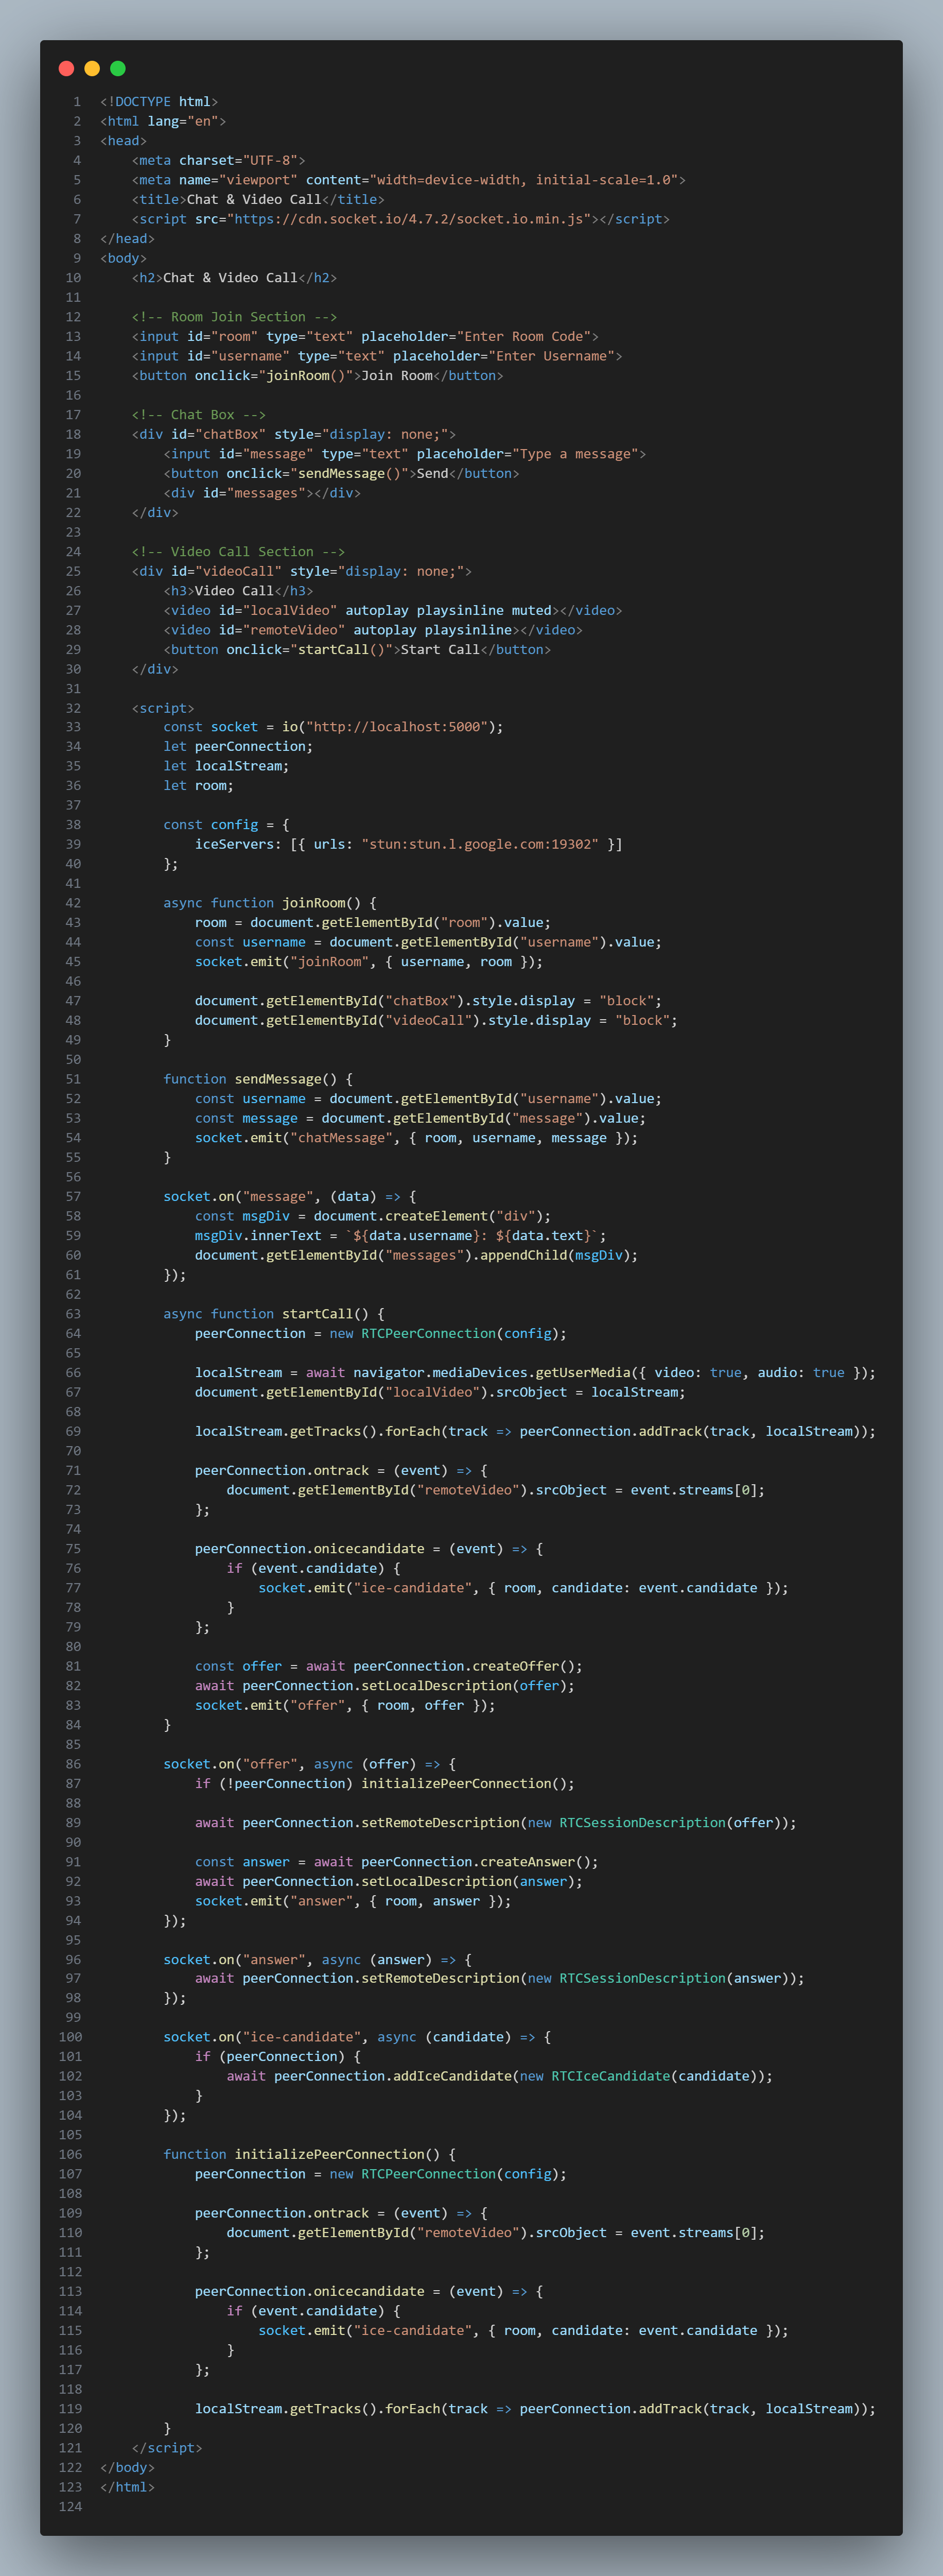 1 <!DOCTYPE html>
2 <html lang="en">
3 <head>
4     <meta charset="UTF-8">
5     <meta name="viewport" content="width=device-width, initial-scale=1.0">
6     <title>Chat & Video Call</title>
7     <script src="https://cdn.socket.io/4.7.2/socket.io.min.js"></script>
8 </head>
9 <body>
10     <h2>Chat & Video Call</h2>
11
12     <!-- Room Join Section -->
13     <input id="room" type="text" placeholder="Enter Room Code">
14     <input id="username" type="text" placeholder="Enter Username">
15     <button onclick="joinRoom()">Join Room</button>
16
17     <!-- Chat Box -->
18     <div id="chatBox" style="display: none;">
19         <input id="message" type="text" placeholder="Type a message">
20         <button onclick="sendMessage()">Send</button>
21         <div id="messages"></div>
22     </div>
23
24     <!-- Video Call Section -->
25     <div id="videoCall" style="display: none;">
26         <h3>Video Call</h3>
27         <video id="localVideo" autoplay playsinline muted></video>
28         <video id="remoteVideo" autoplay playsinline></video>
29         <button onclick="startCall()">Start Call</button>
30     </div>
31
32     <script>
33         const socket = io("http://localhost:5000");
34         let peerConnection;
35         let localStream;
36         let room;
37
38         const config = {
39             iceServers: [{ urls: "stun:stun.l.google.com:19302" }]
40         };
41
42         async function joinRoom() {
43             room = document.getElementById("room").value;
44             const username = document.getElementById("username").value;
45             socket.emit("joinRoom", { username, room });
46
47             document.getElementById("chatBox").style.display = "block";
48             document.getElementById("videoCall").style.display = "block";
49         }
50
51         function sendMessage() {
52             const username = document.getElementById("username").value;
53             const message = document.getElementById("message").value;
54             socket.emit("chatMessage", { room, username, message });
55         }
56
57         socket.on("message", (data) => {
58             const msgDiv = document.createElement("div");
59             msgDiv.innerText = `${data.username}: ${data.text}`;
60             document.getElementById("messages").appendChild(msgDiv);
61         });
62
63         async function startCall() {
64             peerConnection = new RTCPeerConnection(config);
65
66             localStream = await navigator.mediaDevices.getUserMedia({ video: true, audio: true });
67             document.getElementById("localVideo").srcObject = localStream;
68
69             localStream.getTracks().forEach(track => peerConnection.addTrack(track, localStream));
70
71             peerConnection.ontrack = (event) => {
72                 document.getElementById("remoteVideo").srcObject = event.streams[0];
73             };
74
75             peerConnection.onicecandidate = (event) => {
76                 if (event.candidate) {
77                     socket.emit("ice-candidate", { room, candidate: event.candidate });
78                 }
79             };
80
81             const offer = await peerConnection.createOffer();
82             await peerConnection.setLocalDescription(offer);
83             socket.emit("offer", { room, offer });
84         }
85
86         socket.on("offer", async (offer) => {
87             if (!peerConnection) initializePeerConnection();
88
89             await peerConnection.setRemoteDescription(new RTCSessionDescription(offer));
90
91             const answer = await peerConnection.createAnswer();
92             await peerConnection.setLocalDescription(answer);
93             socket.emit("answer", { room, answer });
94         });
95
96         socket.on("answer", async (answer) => {
97             await peerConnection.setRemoteDescription(new RTCSessionDescription(answer));
98         });
99
100         socket.on("ice-candidate", async (candidate) => {
101             if (peerConnection) {
102                 await peerConnection.addIceCandidate(new RTCIceCandidate(candidate));
103             }
104         });
105
106         function initializePeerConnection() {
107             peerConnection = new RTCPeerConnection(config);
108
109             peerConnection.ontrack = (event) => {
110                 document.getElementById("remoteVideo").srcObject = event.streams[0];
111             };
112
113             peerConnection.onicecandidate = (event) => {
114                 if (event.candidate) {
115                     socket.emit("ice-candidate", { room, candidate: event.candidate });
116                 }
117             };
118
119             localStream.getTracks().forEach(track => peerConnection.addTrack(track, localStream));
120         }
121     </script>
122 </body>
123 </html>
124